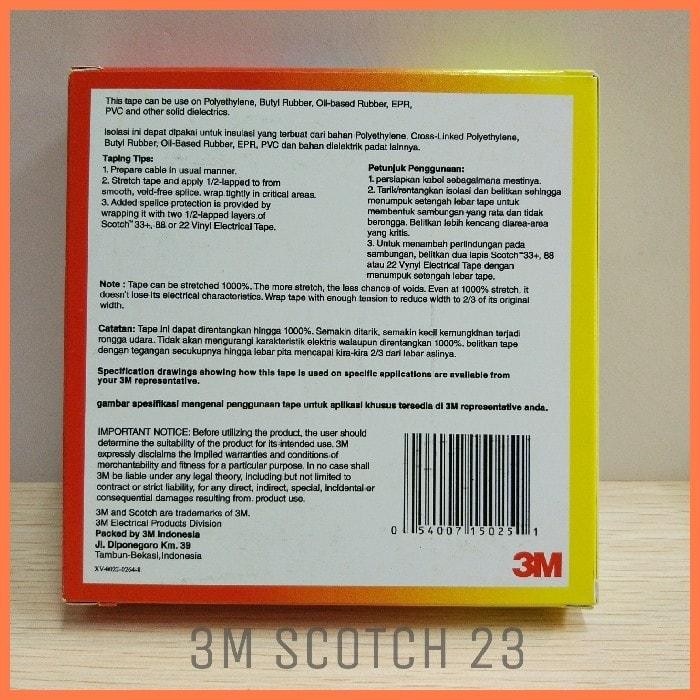 This tape can be use on Polyethylene, Butyl Rubber, Oil-based Rubber, EPR,
PVC and other solid dielectrics.
Isolasi ini dapat dipakai untuk insulasi yang terbuat cari bahan Polyethylene. Cross-Linked Polyethylene,
Butyl Rubber, Oil-Based Rubber, EPR, PVC dan bahan dielektrik padat lainnya.
Taping Tips:
1. Prepare cable in usual manner.
2. Stretch tape and apply 1/2-lapped to from
smooth, void-free splice. wrap tightly in critical areas.
3. Added spelice protection is provided by
wrapping it with two 1/2-lapped layers of
Scotch™ 33+, 88 or 22 Vinyl Electrical Tape.
Petunjuk Penggunaan:
1. persiapkan kabel sebagaimana mestinya.
2. Tarik/rentangkan isolasi dan belitkan sehingga
menumpuk setengah lebar tape untuk
membentuk sambungan yang rata dan tidak
berongga. Belitkan lebih kencang diarea-area
yang kritis.
3. Untuk menambah perlindungan pada
sambungan, belitkan dua lapis Scotch™33+, 88
atau 22 Vynyl Electrical Tape dengan
menumpuk setengah lebar tape.
Note : Tape can be stretched 1000%. The more stretch, the less chance of voids. Even at 1000% stretch, it
doesn't lose its electrical characteristics. Wrap tape with enough tension to reduce width to 2/3 of its original
width.
Catatan: Tape ini dapat direntangkan hingga 1000%. Semakin ditarik, semakin kecil kemungkinan terjadi
rongga udara. Tidak akan mengurangi karakteristik elektris walaupun direntangkan 1000%. belitkan tape
dengan tegangan secukupnya hingga lebar pita mencapai kira-kira 2/3 dari lebar aslinya.
Specification drawings showing how this tape is used on specific applications are available from
your 3M representative.
gambar spesifikasi mengenai penggunaan tape untuk aplikasi khusus tersedia di 3M representative anda.
IMPORTANT NOTICE: Before utilizing the product, the user should
determine the suitability of the product for its intended use. 3M
expressly disclaims the implied warranties and conditions of
merchantability and fitness for a particular purpose. In no case shall
3M be liable under any legal theory, including but not limited to
contract or strict liability, for any direct, indirect, special, incidental or
consequential damages resulting from product use.
3M and Scotch are trademarks of 3M.
3M Electrical Products Division
Packed by 3M Indonesia
Jl. Diponegoro Km. 39
Tambun-Bekasi,Indonesia
0 54007 15025 1
3M
3M SCOTCH 23